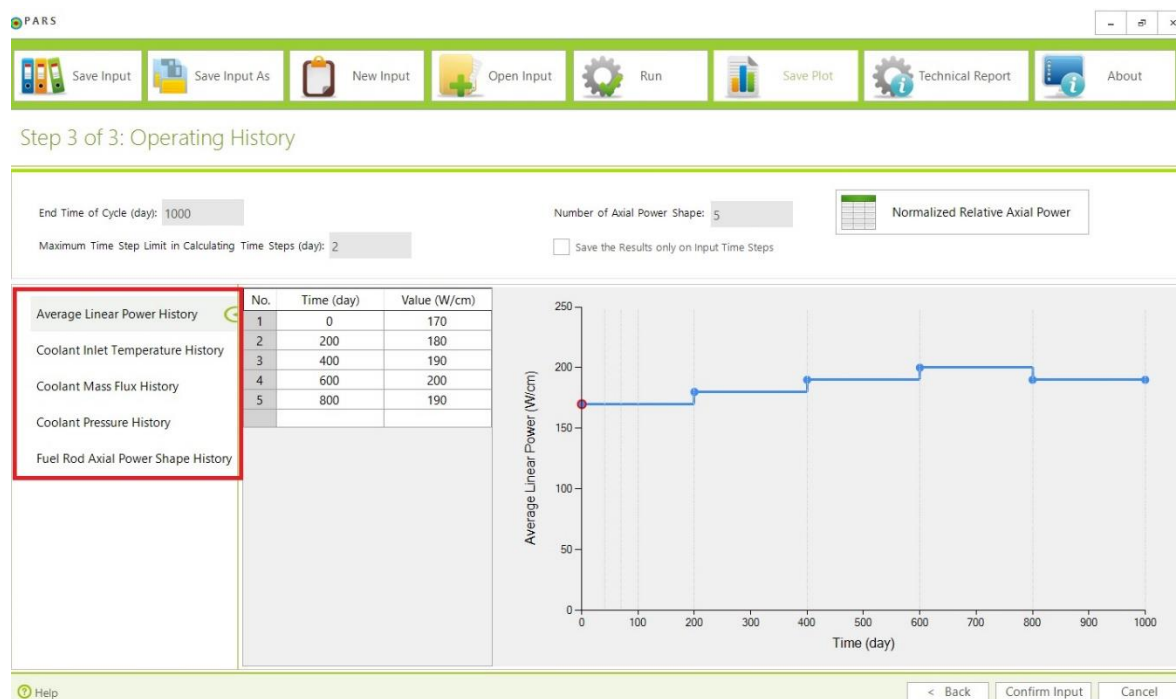 PARS
Save Input
Save Input As
New Input
Open Input
Run
Save Plot
Technical Report
About
Step 3 of 3: Operating History
End Time of Cycle (day): 1000
Number of Axial Power Shape: 5
Normalized Relative Axial Power
Maximum Time Step Limit in Calculating Time Steps (day): 2
Save the Results only on Input Time Steps
Average Linear Power History
Coolant Inlet Temperature History
Coolant Mass Flux History
Coolant Pressure History
Fuel Rod Axial Power Shape History
No. Time (day) Value (W/cm)
1 0 170
2 200 180
3 400 190
4 600 200
5 800 190
Average Linear Power (W/cm)
250
200
150
100
50
0
0 100 200 300 400 500 600 700 800 900 1000
Time (day)
Help
< Back
Confirm Input
Cancel